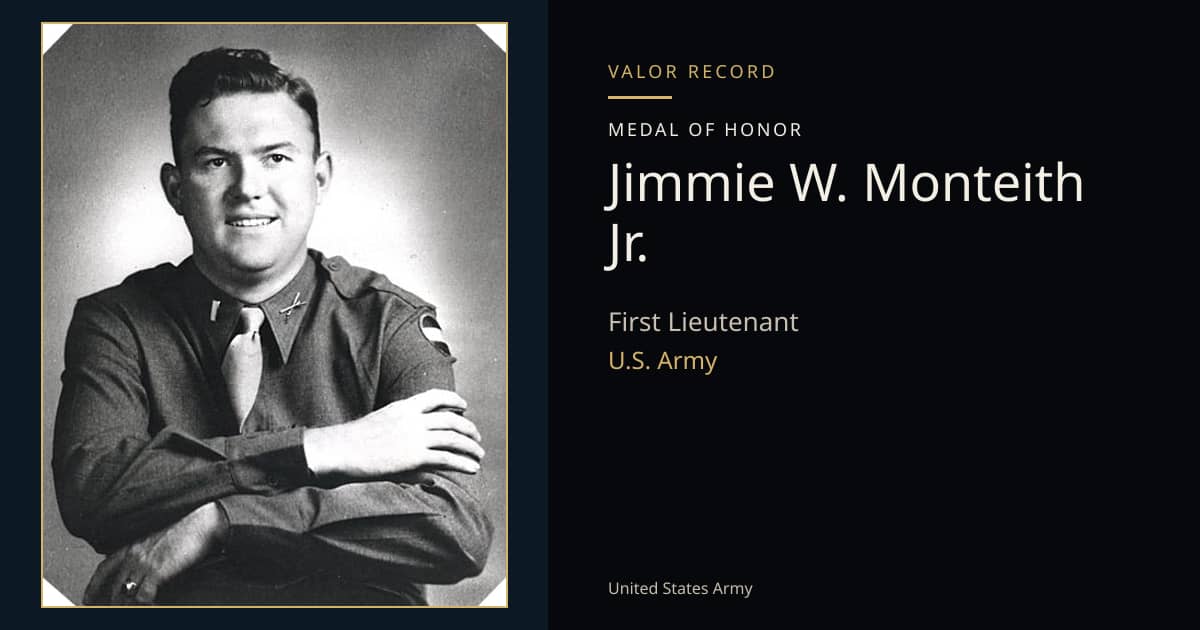 VALOR RECORD
MEDAL OF HONOR
Jimmie W. Monteith
Jr.
First Lieutenant
U.S. Army
United States Army